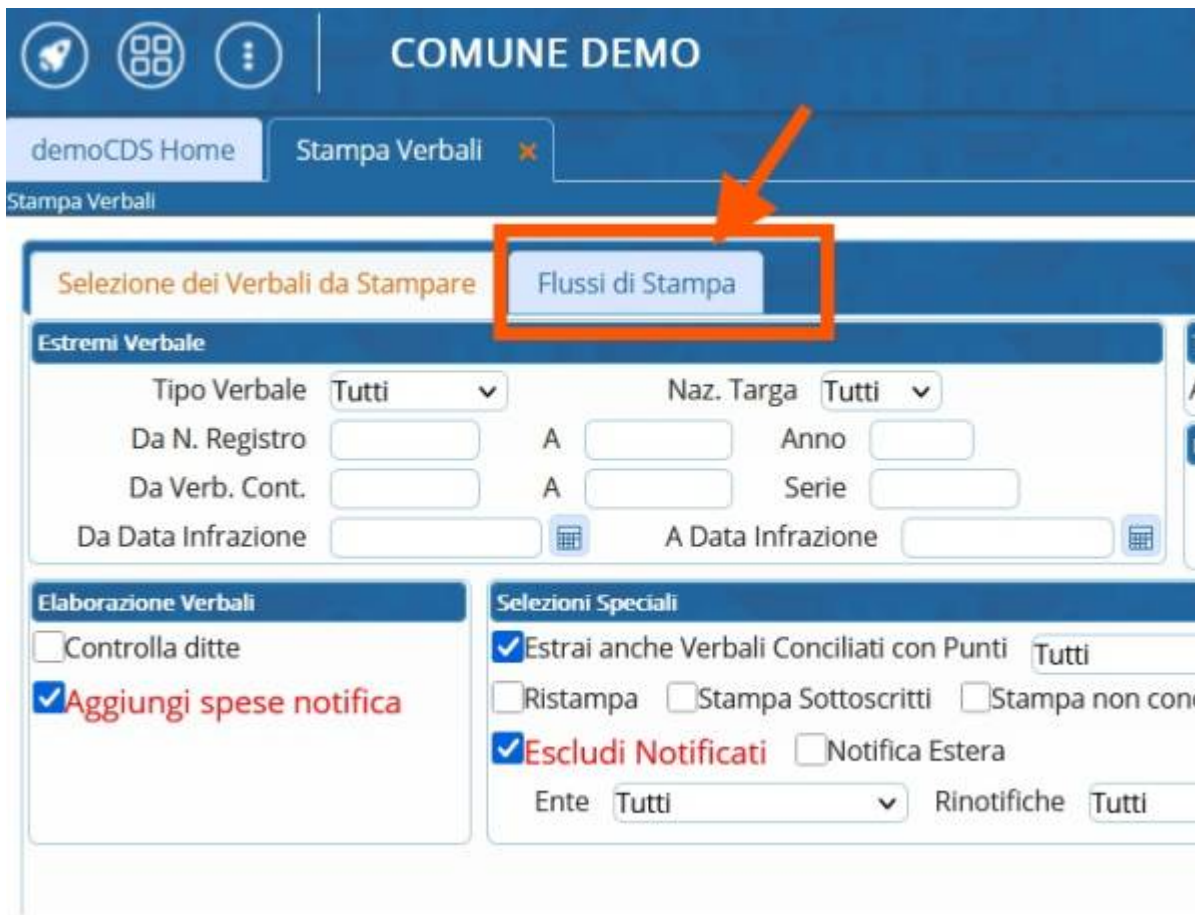 COMUNE DEMO
demoCDS Home Stampa Verbali
Stampa Verbali
Selezione dei Verbali da Stampare Flussi di Stampa
Estremi Verbale
Tipo Verbale Tutti Naz. Targa Tutti
Da N. Registro A Anno
Da Verb. Cont. A Serie
Da Data Infrazione A Data Infrazione
Elaborazione Verbali Selezioni Speciali
Controlla ditte Estrai anche Verbali Conciliati con Punti Tutti
Aggiungi spese notifica Ristampa Stampa Sottoscritti Stampa non
Escludi Notificati Notifica Estera
Ente Tutti Rinotifiche Tutti